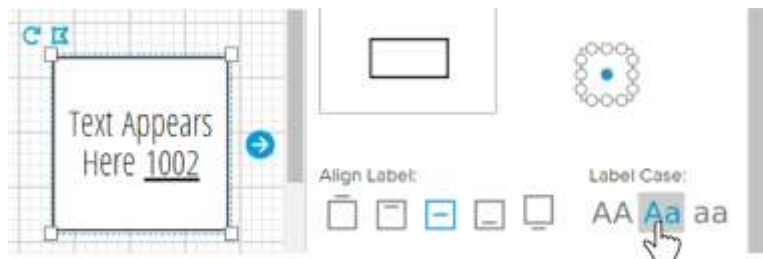 Text Appears
Here 1002
Align Label:
Label Case:
AA Aa aa